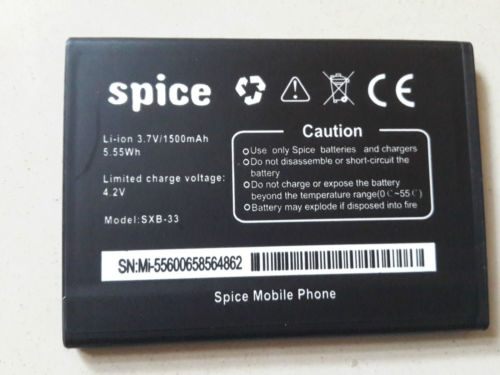 spice
Li-ion 3.7V/1500mAh
5.55Wh
Limited charge voltage:
4.2V
Model:SXB-33
Caution
Use only Spice batteries and chargers
Do not disassemble or short-circuit the
battery
Do not charge or expose the battery
beyond the temperature range(0℃~55℃)
Battery may explode if disposed into fire
SN:Mi-55600658564862
Spice Mobile Phone